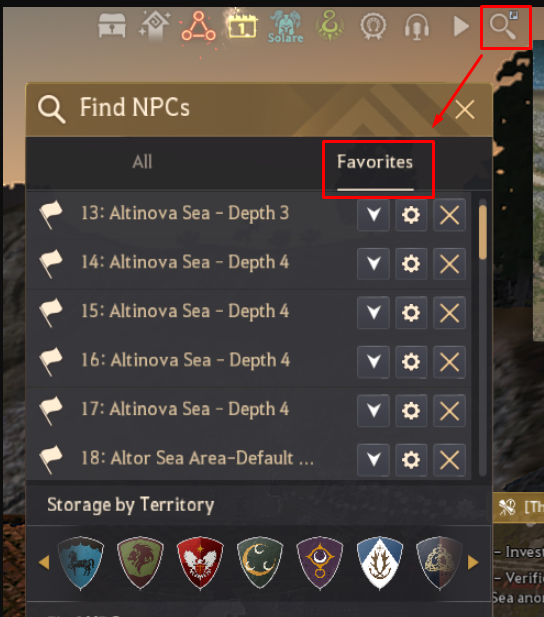 1.
Solare
Find NPCs
All
Favorites
13: Altinova Sea - Depth 3
14: Altinova Sea - Depth 4
15: Altinova Sea - Depth 4
16: Altinova Sea - Depth 4
17: Altinova Sea - Depth 4
18: Altor Sea Area-Default ...
Storage by Territory
[Th
- Invest
- Verifi
Sea anor